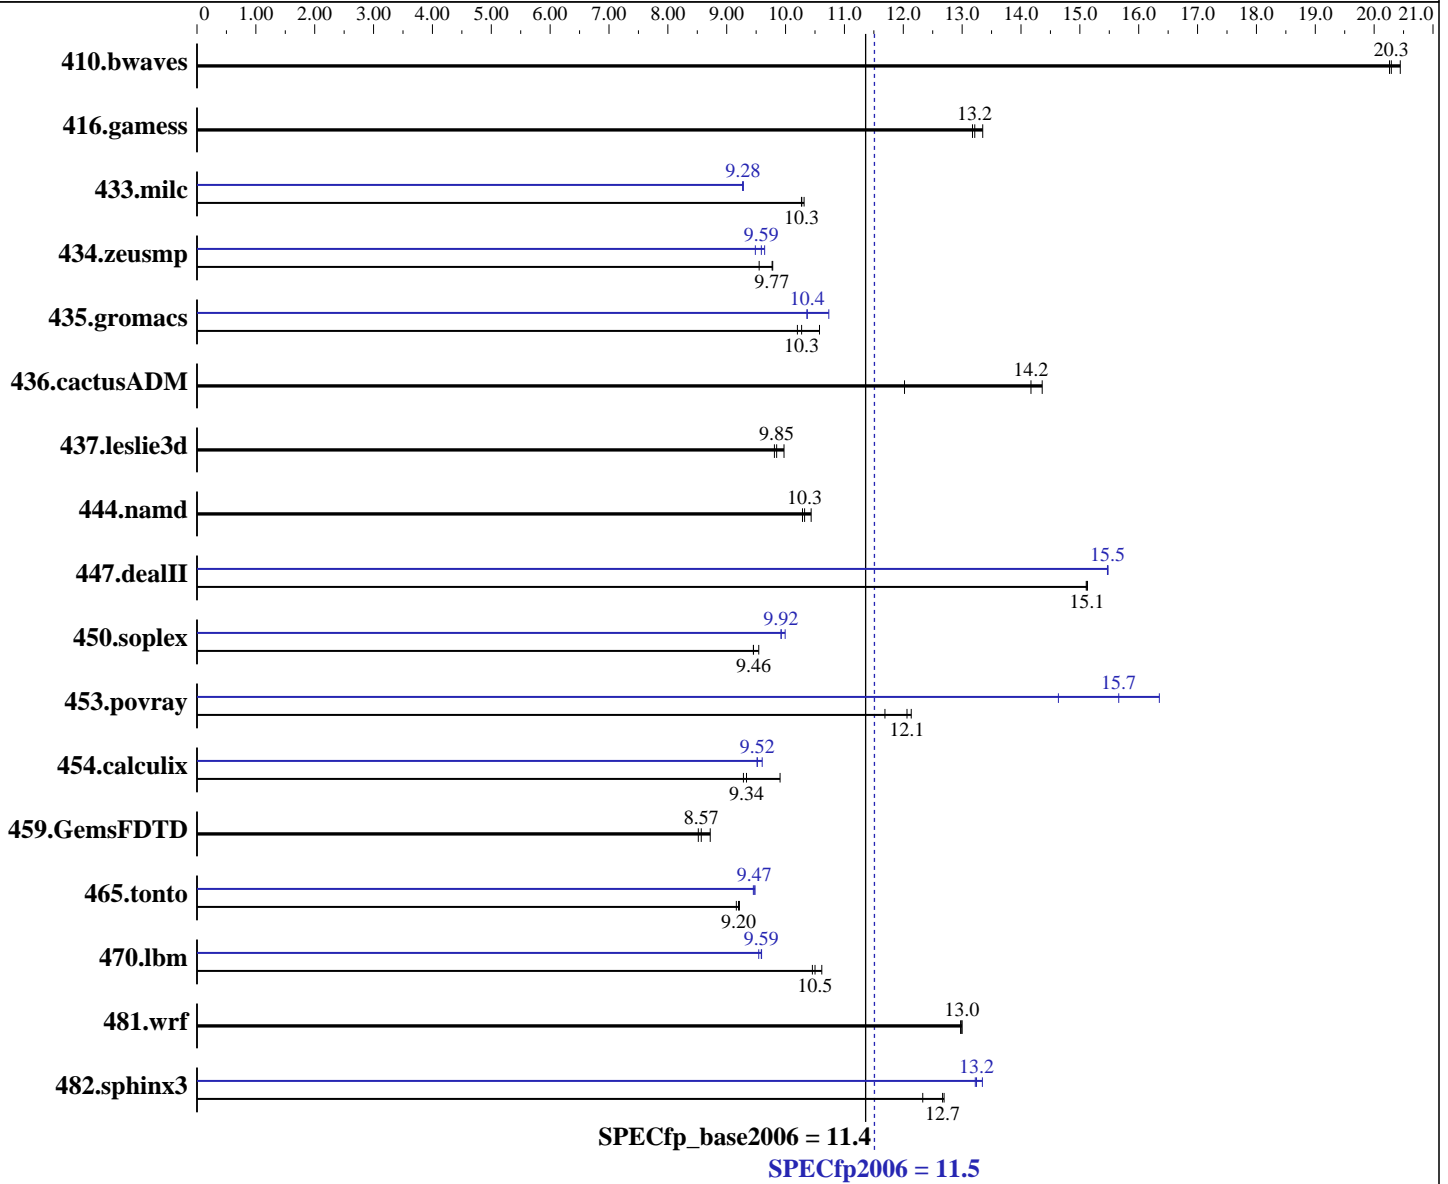 0 1.00 2.00 3.00 4.00 5.00 6.00 7.00 8.00 9.00 10.0 11.0 12.0 13.0 14.0 15.0 16.0 17.0 18.0 19.0 20.0 21.0
410.bwaves 20.3
416.gamess 13.2
433.milc 9.28
10.3
434.zeusmp 9.59
9.77
435.gromacs 10.4
10.3
436.cactusADM 14.2
437.leslie3d 9.85
444.namd 10.3
447.dealII 15.5
15.1
450.soplex 9.92
9.46
453.povray 15.7
12.1
454.calculix 9.52
9.34
459.GemsFDTD 8.57
465.tonto 9.47
9.20
470.lbm 9.59
10.5
481.wrf 13.0
482.sphinx3 13.2
12.7
SPECfp_base2006 = 11.4
SPECfp2006 = 11.5